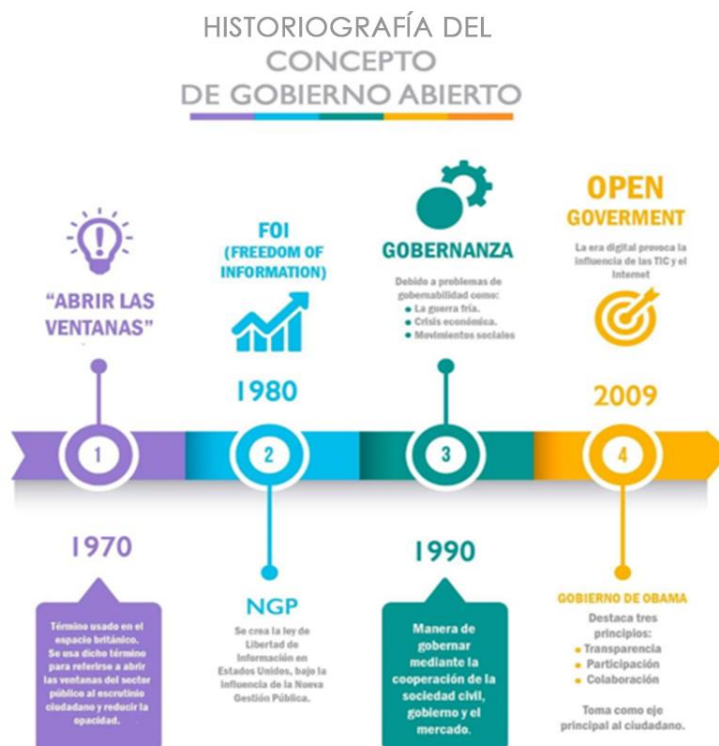 HISTORIOGRAFÍA DEL
CONCEPTO
DE GOBIERNO ABIERTO
"ABRIR LAS
VENTANAS"
1
1970
Término usado en el
espacio británico.
Se usa dicho término
para referirse a abrir
las ventanas del sector
público al escrutinio
ciudadano y reducir la
opacidad.
FOI
(FREEDOM OF
INFORMATION)
1980
2
NGP
Se crea la ley de
Libertad de
Información en
Estados Unidos, bajo la
influencia de la Nueva
Gestión Pública.
GOBERNANZA
Debido a problemas de
gobernabilidad como:
• La guerra fría.
• Crisis económica.
• Movimientos sociales
3
1990
Manera de
gobernar
mediante la
cooperación de la
sociedad civil,
gobierno y el
mercado.
OPEN
GOVERMENT
La era digital provoca la
influencia de las TIC y el
Internet
2009
4
GOBIERNO DE OBAMA
Destaca tres
principios:
• Transparencia
• Participación
• Colaboración
Toma como eje
principal al ciudadano.